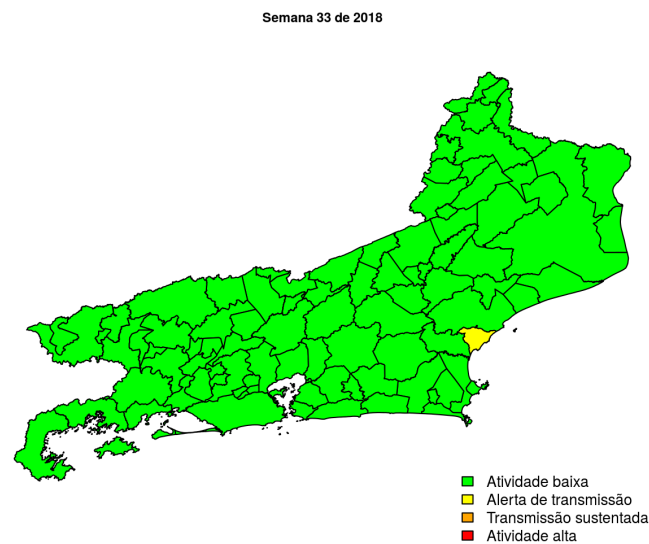 Semana 33 de 2018
Atividade baixa
Alerta de transmissão
Transmissão sustentada
Atividade alta